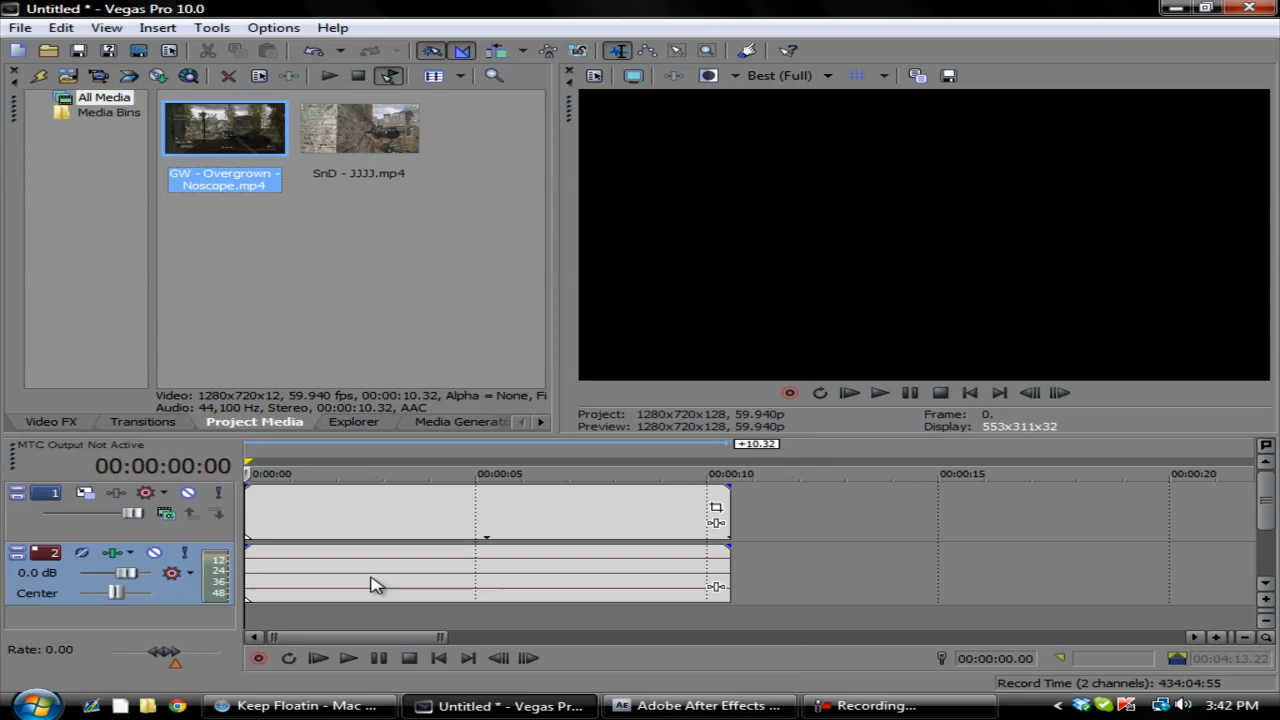 Untitled * - Vegas Pro 10.0
File Edit View Insert Tools Options Help
All Media
Media Bins
GW - Overgrown -
Noscope.mp4
SnD - JJJJ.mp4
Best (Full)
Video: 1280x720x12, 59.940 fps, 00:00:10.32, Alpha = None, Fi
Audio: 44,100 Hz, Stereo, 00:00:10.32, AAC
Video FX Transitions Project Media Explorer Media Generato
Project: 1280x720x128, 59.940p
Preview: 1280x720x128, 59.940p
Frame: 0.
Display: 553x311x32
MTC Output Not Active
+10.32
00:00:00:00
0:00:00 00:00:05 00:00:10 00:00:15 00:00:20
1
2
0.0 dB
Center
12
24
36
48
Rate: 0.00
00:00:00.00
00:04:13.22
Record Time (2 channels): 434:04:55
Keep Floatin - Mac ...
Untitled * - Vegas Pr...
AE Adobe After Effects ...
Recording...
3:42 PM